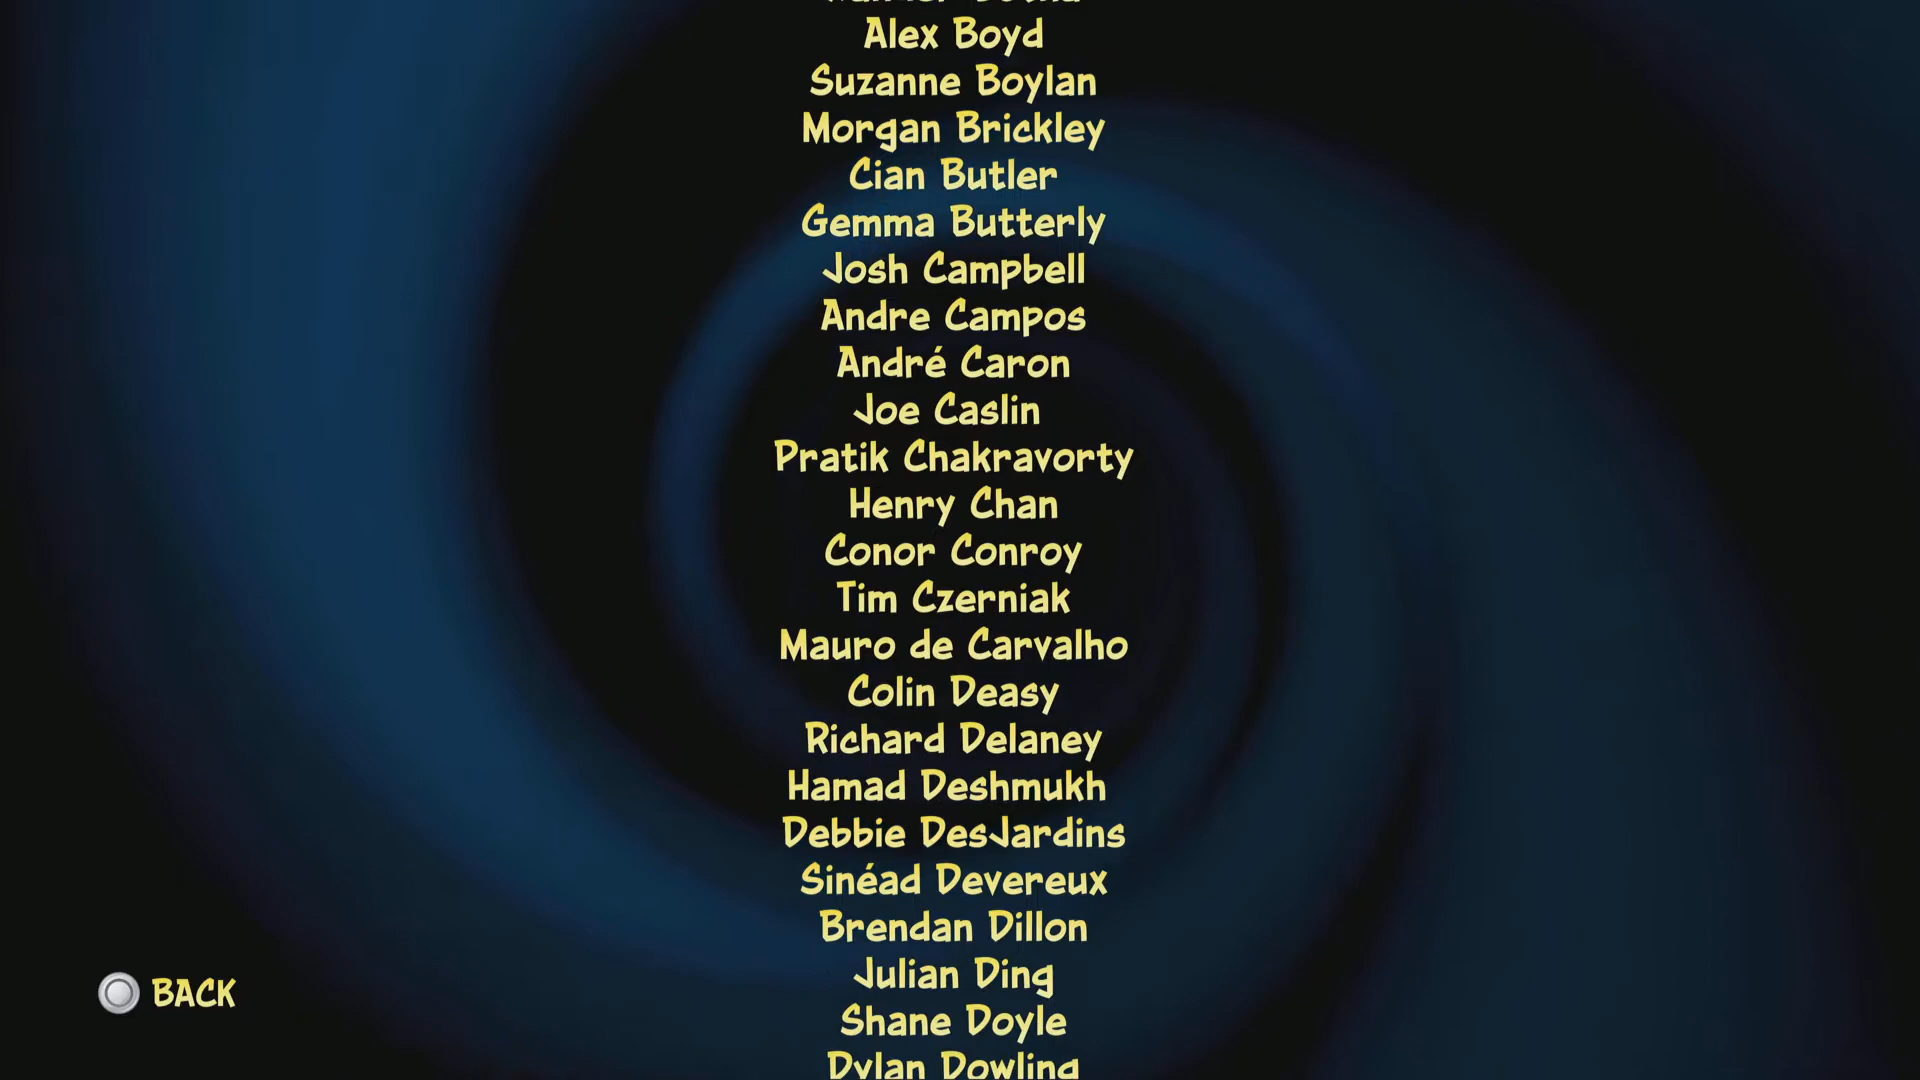 Alex Boyd
Suzanne Boylan
Morgan Brickley
Cian Butler
Gemma Butterly
Josh Campbell
Andre Campos
André Caron
Joe Caslin
Pratik Chakravorty
Henry Chan
Conor Conroy
Tim Czerniak
Mauro de Carvalho
Colin Deasy
Richard Delaney
Hamad Deshmukh
Debbie DesJardins
Sinéad Devereux
Brendan Dillon
Julian Ding
BACK
Shane Doyle
Dylan Dowling